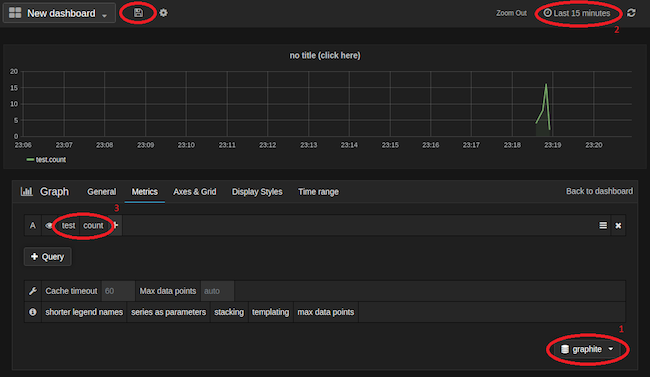 New dashboard Zoom Out Last 15 minutes
2
no title (click here)
20
15
10
5
0
23:06 23:07 23:08 23:09 23:10 23:11 23:12 23:13 23:14 23:15 23:16 23:17 23:18 23:19 23:20
test.count
Graph General Metrics Axes & Grid Display Styles Time range Back to dashboard
3
A test count +
+ Query
Cache timeout 60 Max data points auto
shorter legend names series as parameters stacking templating max data points
1
graphite